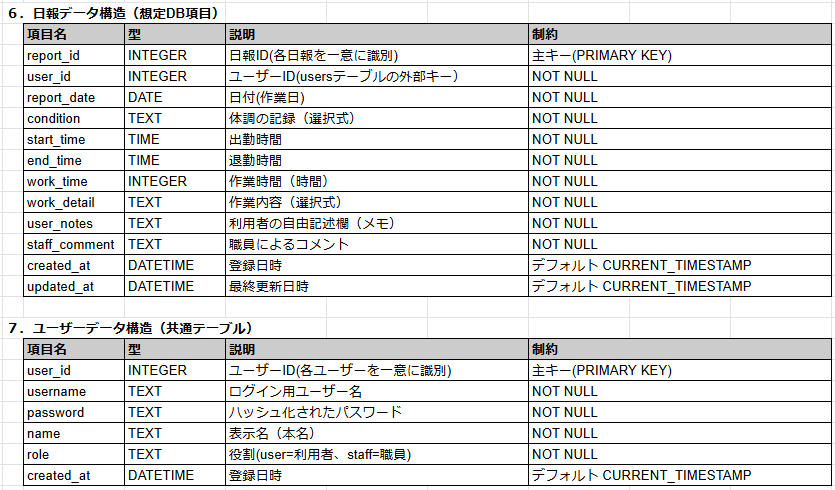 6．日報データ構造（想定DB項目）
項目名 型 説明 制約
report_id INTEGER 日報ID(各日報を一意に識別) 主キー(PRIMARY KEY)
user_id INTEGER ユーザーID(usersテーブルの外部キー） NOT NULL
report_date DATE 日付(作業日) NOT NULL
condition TEXT 体調の記録（選択式） NOT NULL
start_time TIME 出勤時間 NOT NULL
end_time TIME 退勤時間 NOT NULL
work_time INTEGER 作業時間（時間） NOT NULL
work_detail TEXT 作業内容（選択式） NOT NULL
user_notes TEXT 利用者の自由記述欄（メモ） NOT NULL
staff_comment TEXT 職員によるコメント NOT NULL
created_at DATETIME 登録日時 デフォルト CURRENT_TIMESTAMP
updated_at DATETIME 最終更新日時 デフォルト CURRENT_TIMESTAMP
7．ユーザーデータ構造（共通テーブル）
項目名 型 説明 制約
user_id INTEGER ユーザーID(各ユーザーを一意に識別) 主キー(PRIMARY KEY)
username TEXT ログイン用ユーザー名 NOT NULL
password TEXT ハッシュ化されたパスワード NOT NULL
name TEXT 表示名（本名） NOT NULL
role TEXT 役割(user=利用者、staff=職員) NOT NULL
created_at DATETIME 登録日時 デフォルト CURRENT_TIMESTAMP